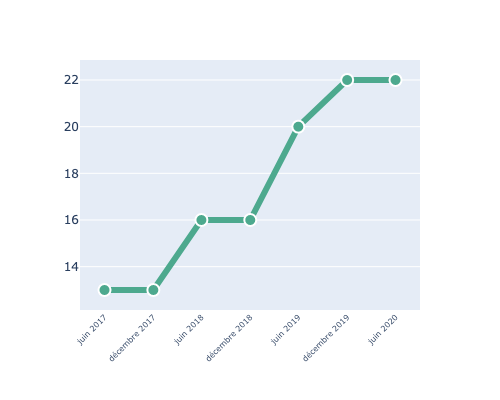 22
20
18
16
14
juin 2017
décembre 2017
juin 2018
décembre 2018
juin 2019
décembre 2019
juin 2020